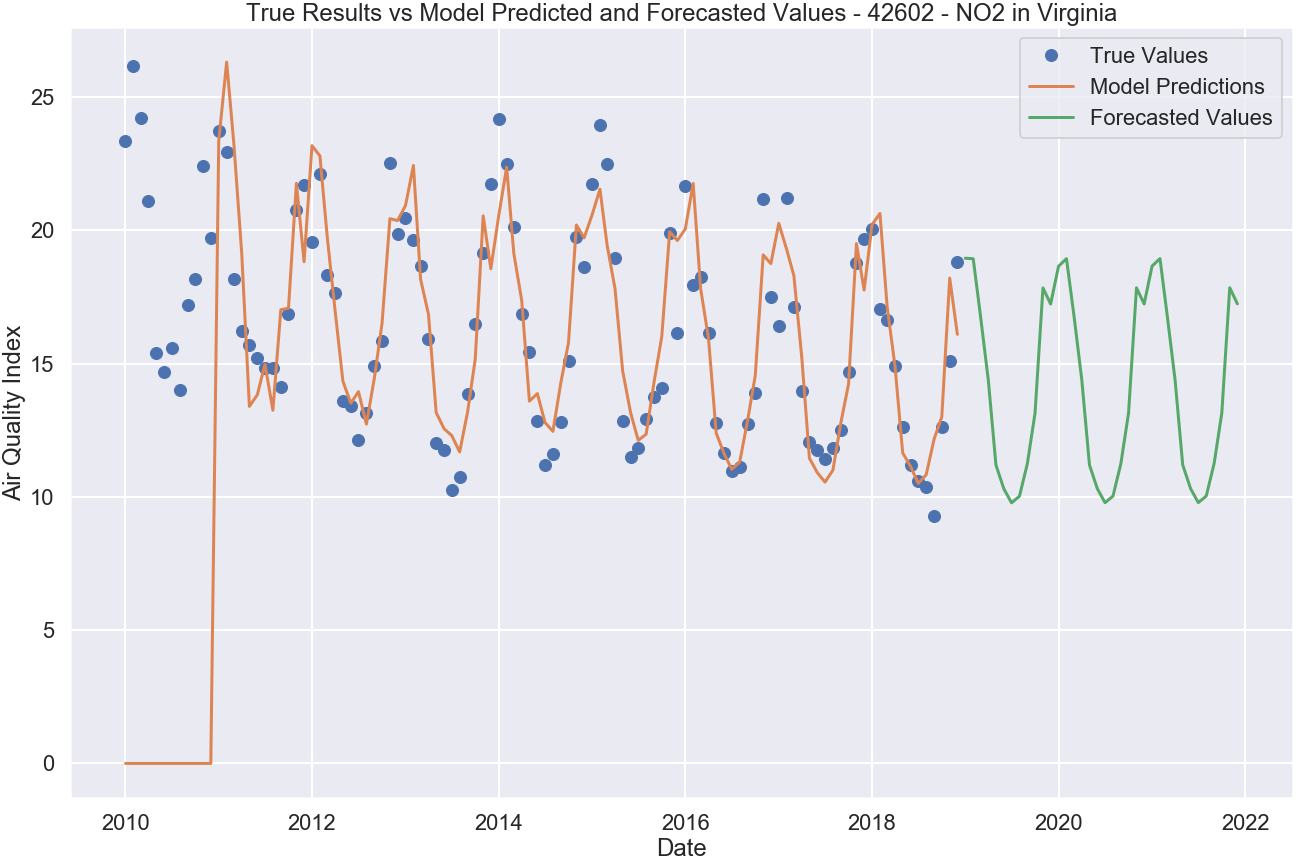 True Results vs Model Predicted and Forecasted Values - 42602 - NO2 in Virginia
True Values
Model Predictions
Forecasted Values
Air Quality Index
25
20
15
10
5
0
2010 2012 2014 2016 2018 2020 2022
Date